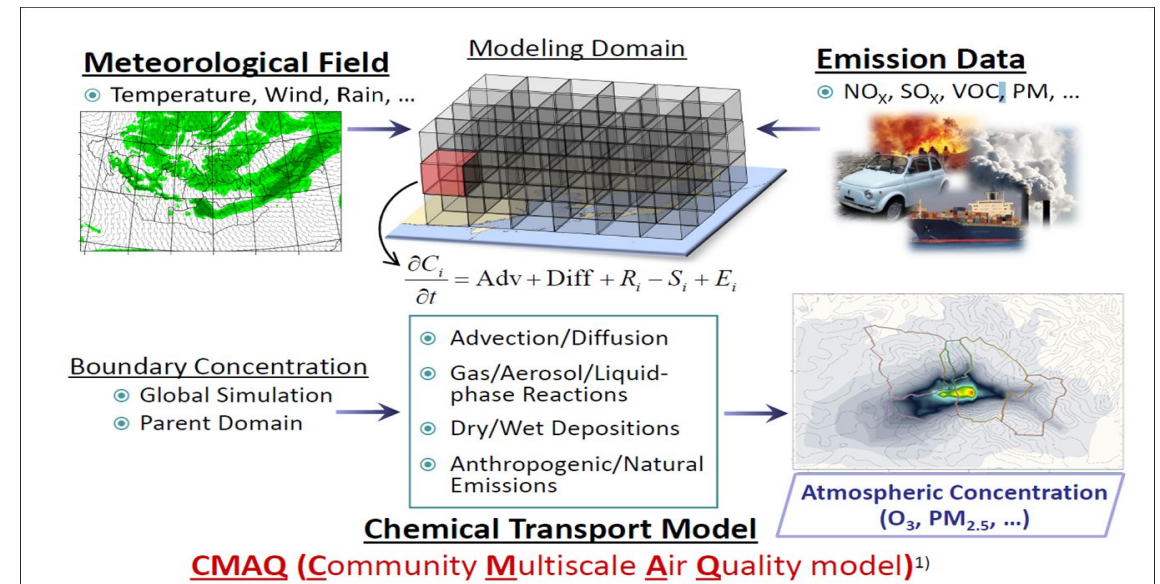 Meteorological Field
Temperature, Wind, Rain, ...
Modeling Domain
Emission Data
NOX, SOX, VOC, PM, ...
∂Ci/∂t = Adv + Diff + Ri − Si + Ei
Boundary Concentration
Global Simulation
Parent Domain
Advection/Diffusion
Gas/Aerosol/Liquid-
phase Reactions
Dry/Wet Depositions
Anthropogenic/Natural
Emissions
Atmospheric Concentration
(O3, PM2.5, ...)
Chemical Transport Model
CMAQ (Community Multiscale Air Quality model)1)